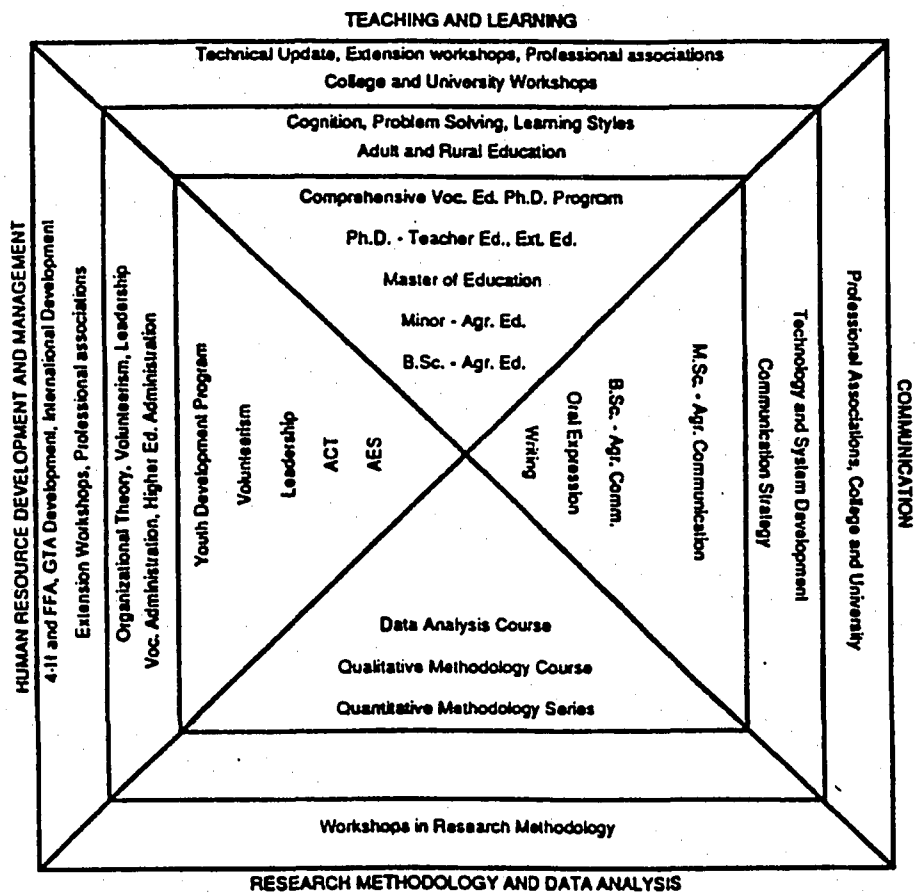 TEACHING AND LEARNING
Technical Update, Extension workshops, Professional associations
College and University Workshops
Cognition, Problem Solving, Learning Styles
Adult and Rural Education
Comprehensive Voc. Ed. Ph.D. Program
Ph.D. - Teacher Ed., Ext. Ed.
Master of Education
Minor - Agr. Ed.
B.Sc. - Agr. Ed.
HUMAN RESOURCE DEVELOPMENT AND MANAGEMENT
4-H and FFA, GTA Development, International Development
Extension Workshops, Professional associations
Organizational Theory, Volunteerism, Leadership
Voc. Administration, Higher Ed. Administration
Youth Development Program
Volunteerism
Leadership
ACT
AES
Writing
Oral Expression
B.Sc. - Agr. Comm.
M.Sc. - Agr. Communication
Communication Strategy
Technology and System Development
Professional Associations, College and University
COMMUNICATION
Data Analysis Course
Qualitative Methodology Course
Quantitative Methodology Series
Workshops in Research Methodology
RESEARCH METHODOLOGY AND DATA ANALYSIS